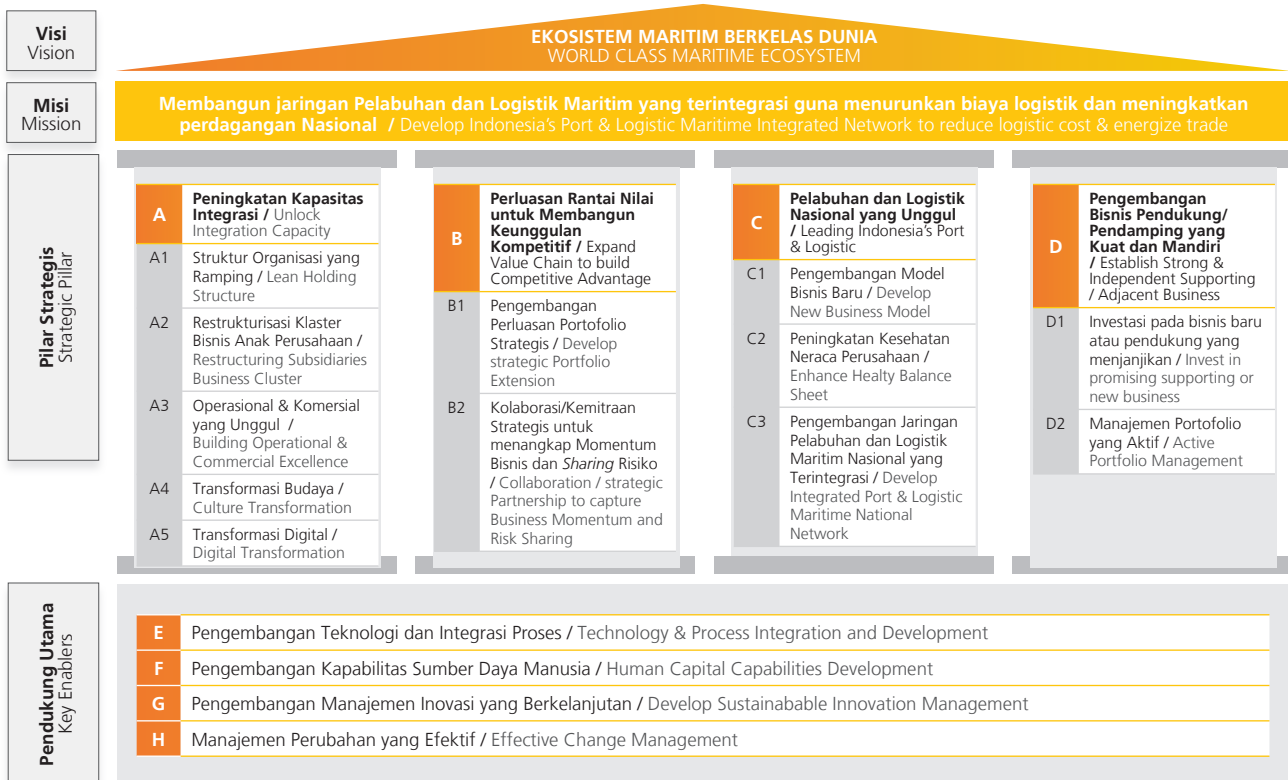 Visi
Vision
EKOSISTEM MARITIM BERKELAS DUNIA
WORLD CLASS MARITIME ECOSYSTEM
Misi
Mission
Membangun jaringan Pelabuhan dan Logistik Maritim yang terintegrasi guna menurunkan biaya logistik dan meningkatkan
perdagangan Nasional / Develop Indonesia's Port & Logistic Maritime Integrated Network to reduce logistic cost & energize trade
Pilar Strategis
Strategic Pillar
A
Peningkatan Kapasitas
Integrasi / Unlock
Integration Capacity
A1
Struktur Organisasi yang
Ramping / Lean Holding
Structure
A2
Restrukturisasi Klaster
Bisnis Anak Perusahaan /
Restructuring Subsidiaries
Business Cluster
A3
Operasional & Komersial
yang Unggul /
Building Operational &
Commercial Excellence
A4
Transformasi Budaya /
Culture Transformation
A5
Transformasi Digital /
Digital Transformation
B
Perluasan Rantai Nilai
untuk Membangun
Keunggulan
Kompetitif / Expand
Value Chain to build
Competitive Advantage
B1
Pengembangan
Perluasan Portofolio
Strategis / Develop
strategic Portfolio
Extension
B2
Kolaborasi/Kemitraan
Strategis untuk
menangkap Momentum
Bisnis dan Sharing Risiko
/ Collaboration / strategic
Partnership to capture
Business Momentum and
Risk Sharing
C
Pelabuhan dan Logistik
Nasional yang Unggul
/ Leading Indonesia's Port
& Logistic
C1
Pengembangan Model
Bisnis Baru / Develop
New Business Model
C2
Peningkatan Kesehatan
Neraca Perusahaan /
Enhance Healty Balance
Sheet
C3
Pengembangan Jaringan
Pelabuhan dan Logistik
Maritim Nasional yang
Terintegrasi / Develop
Integrated Port & Logistic
Maritime National
Network
D
Pengembangan
Bisnis Pendukung/
Pendamping yang
Kuat dan Mandiri
/ Establish Strong &
Independent Supporting
/ Adjacent Business
D1
Investasi pada bisnis baru
atau pendukung yang
menjanjikan / Invest in
promising supporting or
new business
D2
Manajemen Portofolio
yang Aktif / Active
Portfolio Management
Pendukung Utama
Key Enablers
E Pengembangan Teknologi dan Integrasi Proses / Technology & Process Integration and Development
F Pengembangan Kapabilitas Sumber Daya Manusia / Human Capital Capabilities Development
G Pengembangan Manajemen Inovasi yang Berkelanjutan / Develop Sustainabable Innovation Management
H Manajemen Perubahan yang Efektif / Effective Change Management